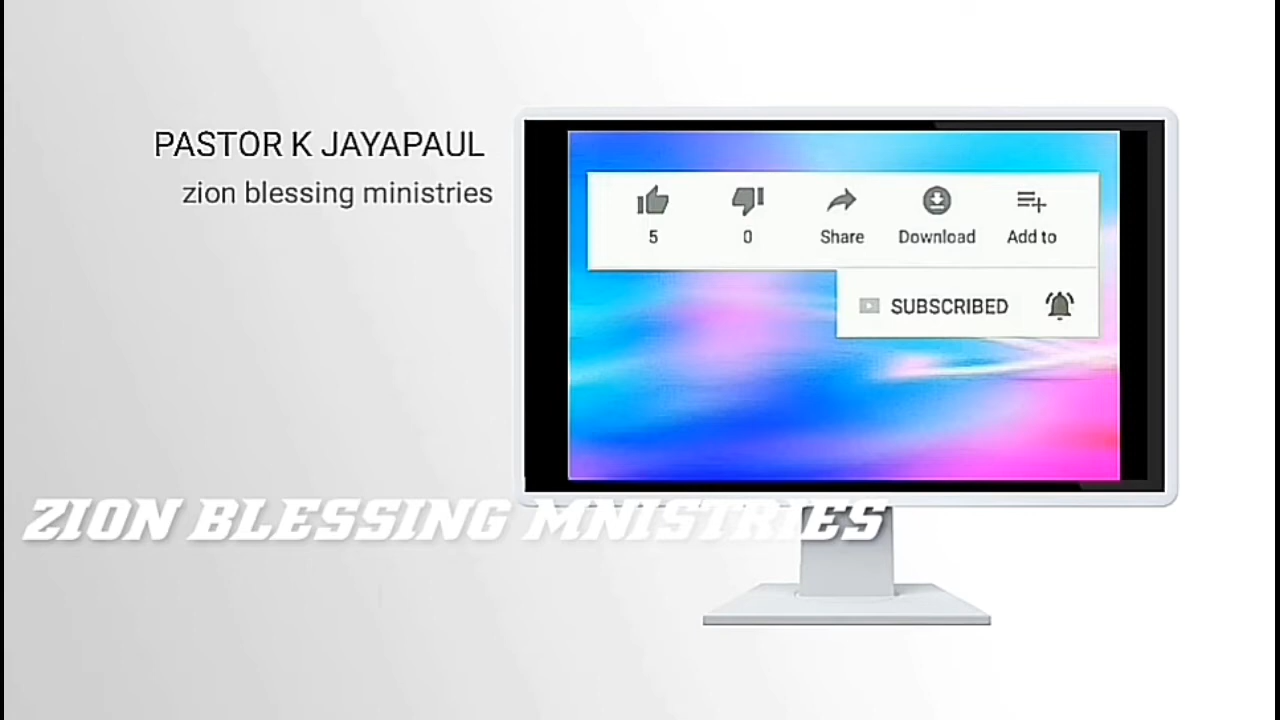 PASTOR K JAYAPAUL
zion blessing ministries
5 0 Share Download Add to
SUBSCRIBED
ZION BLESSING MNISTRIES